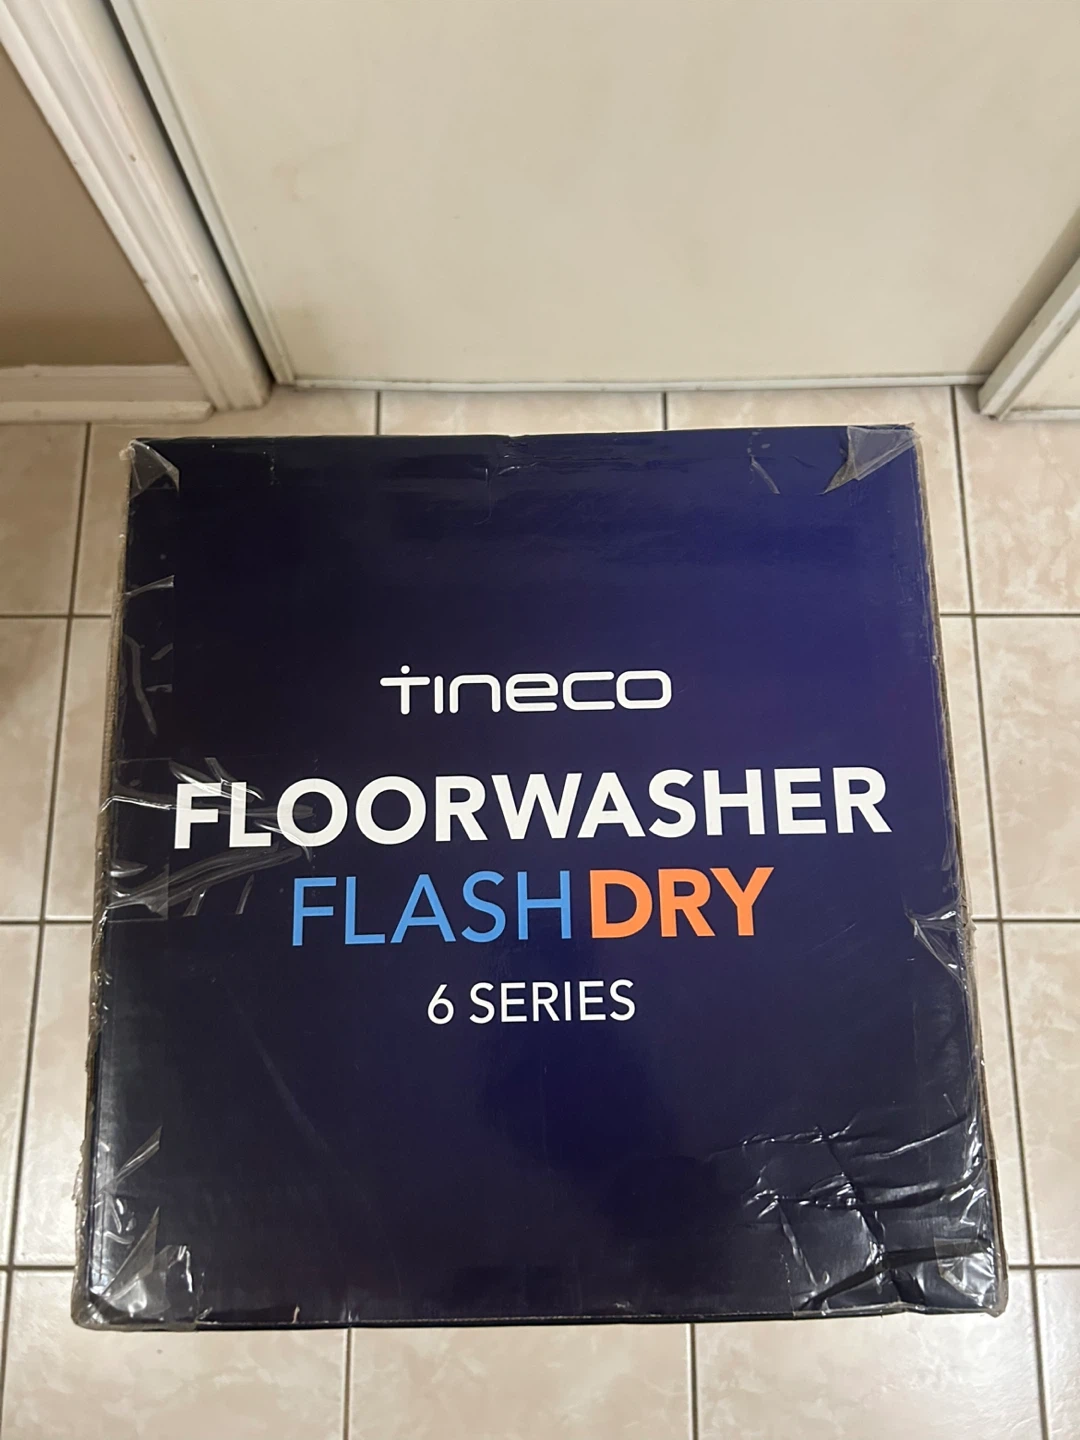 tineco
FLOORWASHER
FLASHDRY
6 SERIES